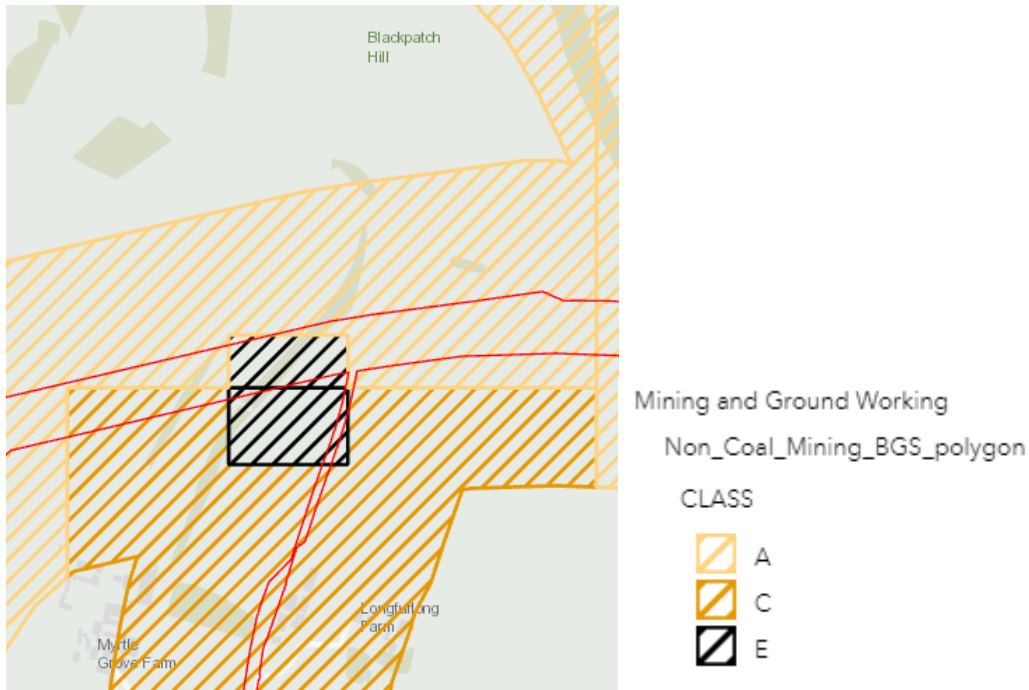 Blackpatch
Hill
Mining and Ground Working
Non_Coal_Mining_BGS_polygon
CLASS
A
C
E
Longfurlong
Farm
Myrtle
Grove Farm